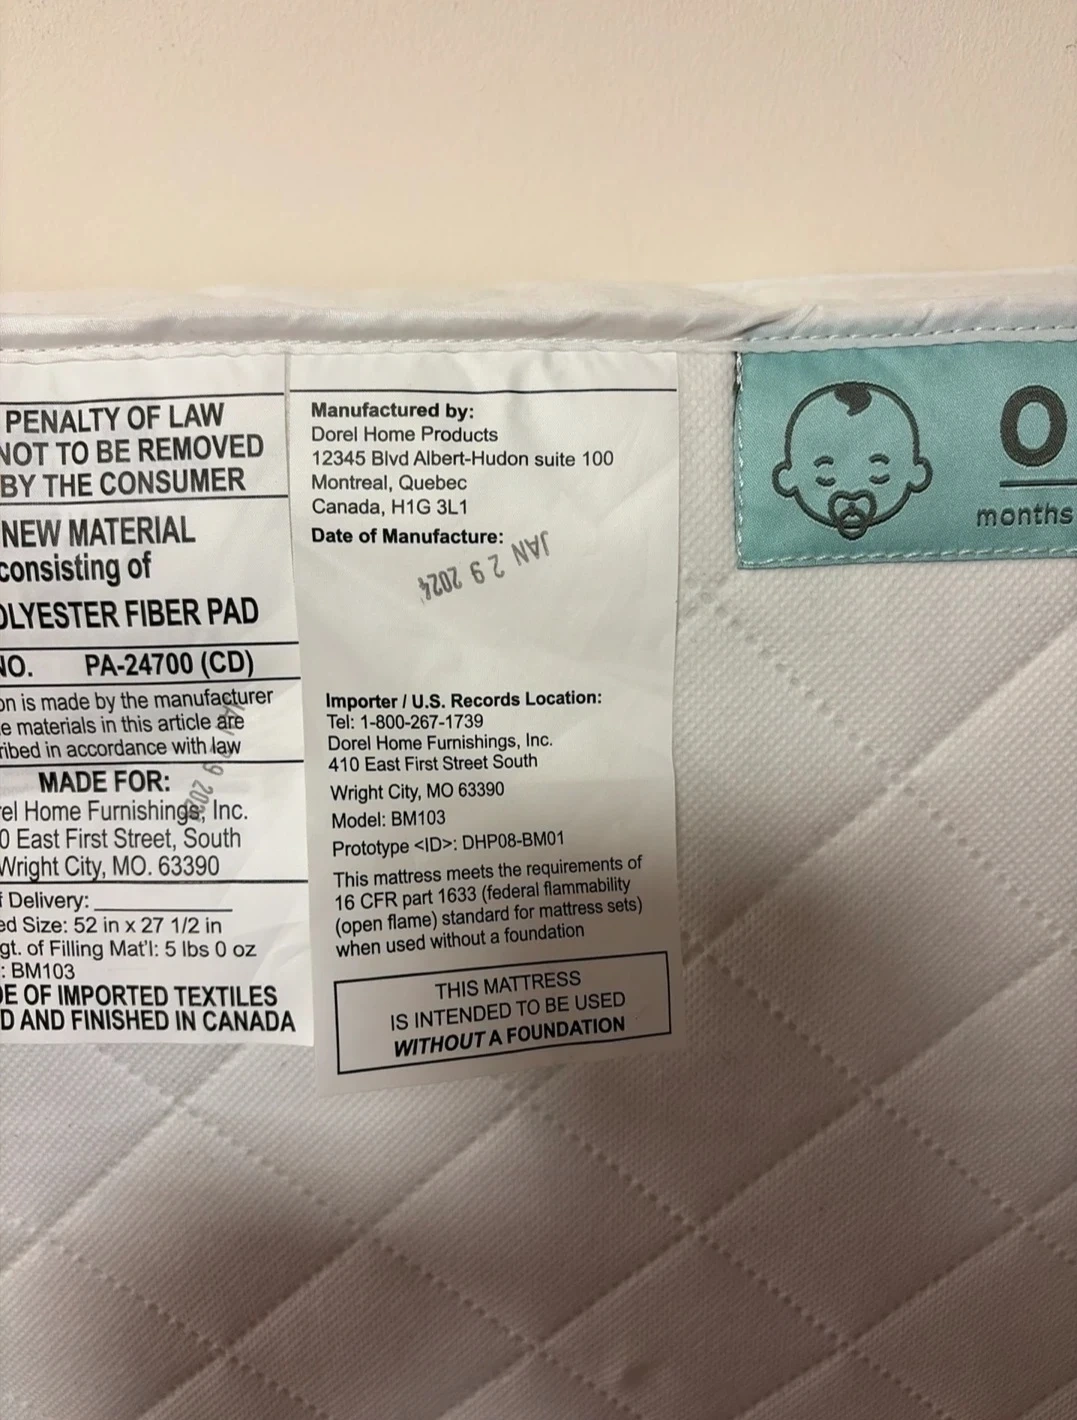 PENALTY OF LAW
NOT TO BE REMOVED
BY THE CONSUMER
NEW MATERIAL
consisting of
OLYESTER FIBER PAD
NO. PA-24700 (CD)
on is made by the manufacturer
e materials in this article are
ribed in accordance with law
MADE FOR:
rel Home Furnishings, Inc.
0 East First Street, South
Wright City, MO. 63390
f Delivery:
ed Size: 52 in x 27 1/2 in
gt. of Filling Mat'l: 5 lbs 0 oz
: BM103
DE OF IMPORTED TEXTILES
D AND FINISHED IN CANADA
Manufactured by:
Dorel Home Products
12345 Blvd Albert-Hudon suite 100
Montreal, Quebec
Canada, H1G 3L1
Date of Manufacture:
JAN 29 2024
Importer / U.S. Records Location:
Tel: 1-800-267-1739
Dorel Home Furnishings, Inc.
410 East First Street South
Wright City, MO 63390
Model: BM103
Prototype <ID>: DHP08-BM01
This mattress meets the requirements of
16 CFR part 1633 (federal flammability
(open flame) standard for mattress sets)
when used without a foundation
THIS MATTRESS
IS INTENDED TO BE USED
WITHOUT A FOUNDATION
0
months